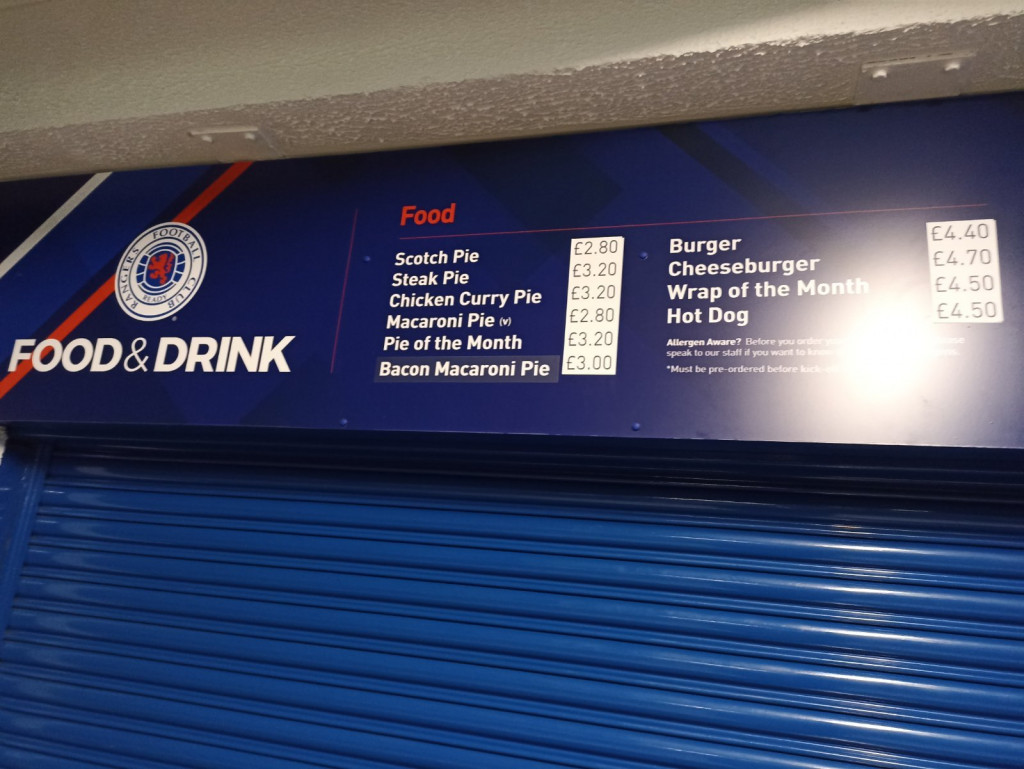 RANGERS FOOTBALL CLUB
READY
FOOD & DRINK
Food
Scotch Pie £2.80
Steak Pie £3.20
Chicken Curry Pie £3.20
Macaroni Pie (v) £2.80
Pie of the Month £3.20
Bacon Macaroni Pie £3.00
Burger £4.40
Cheeseburger £4.70
Wrap of the Month £4.50
Hot Dog £4.50
Allergen Aware? Before you order
speak to our staff if you want to know
*Must be pre-ordered before